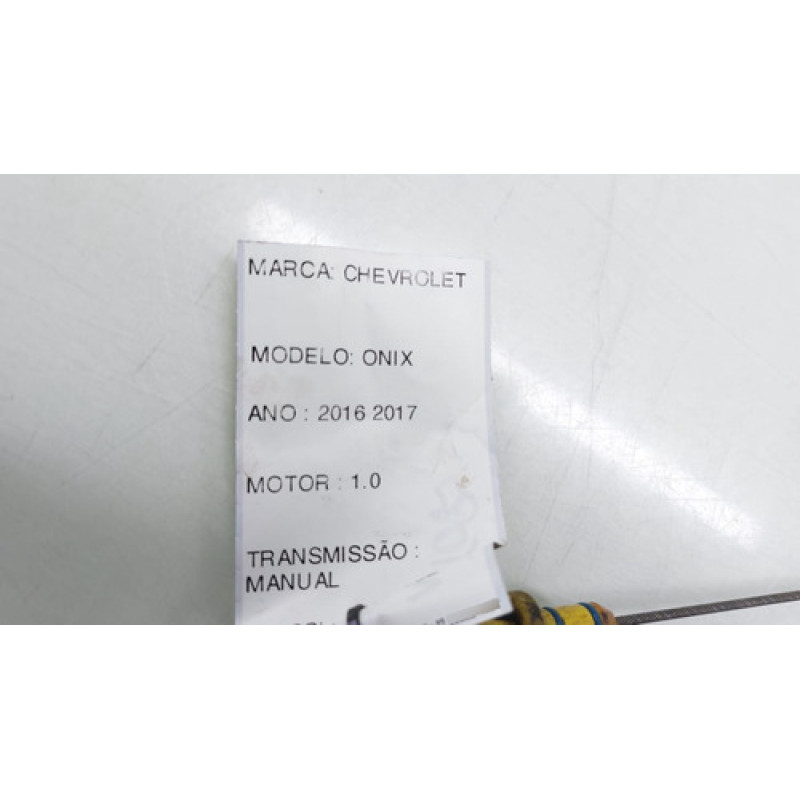 MARCA: CHEVROLET
MODELO: ONIX
ANO : 2016 2017
MOTOR : 1.0
TRANSMISSÃO :
MANUAL